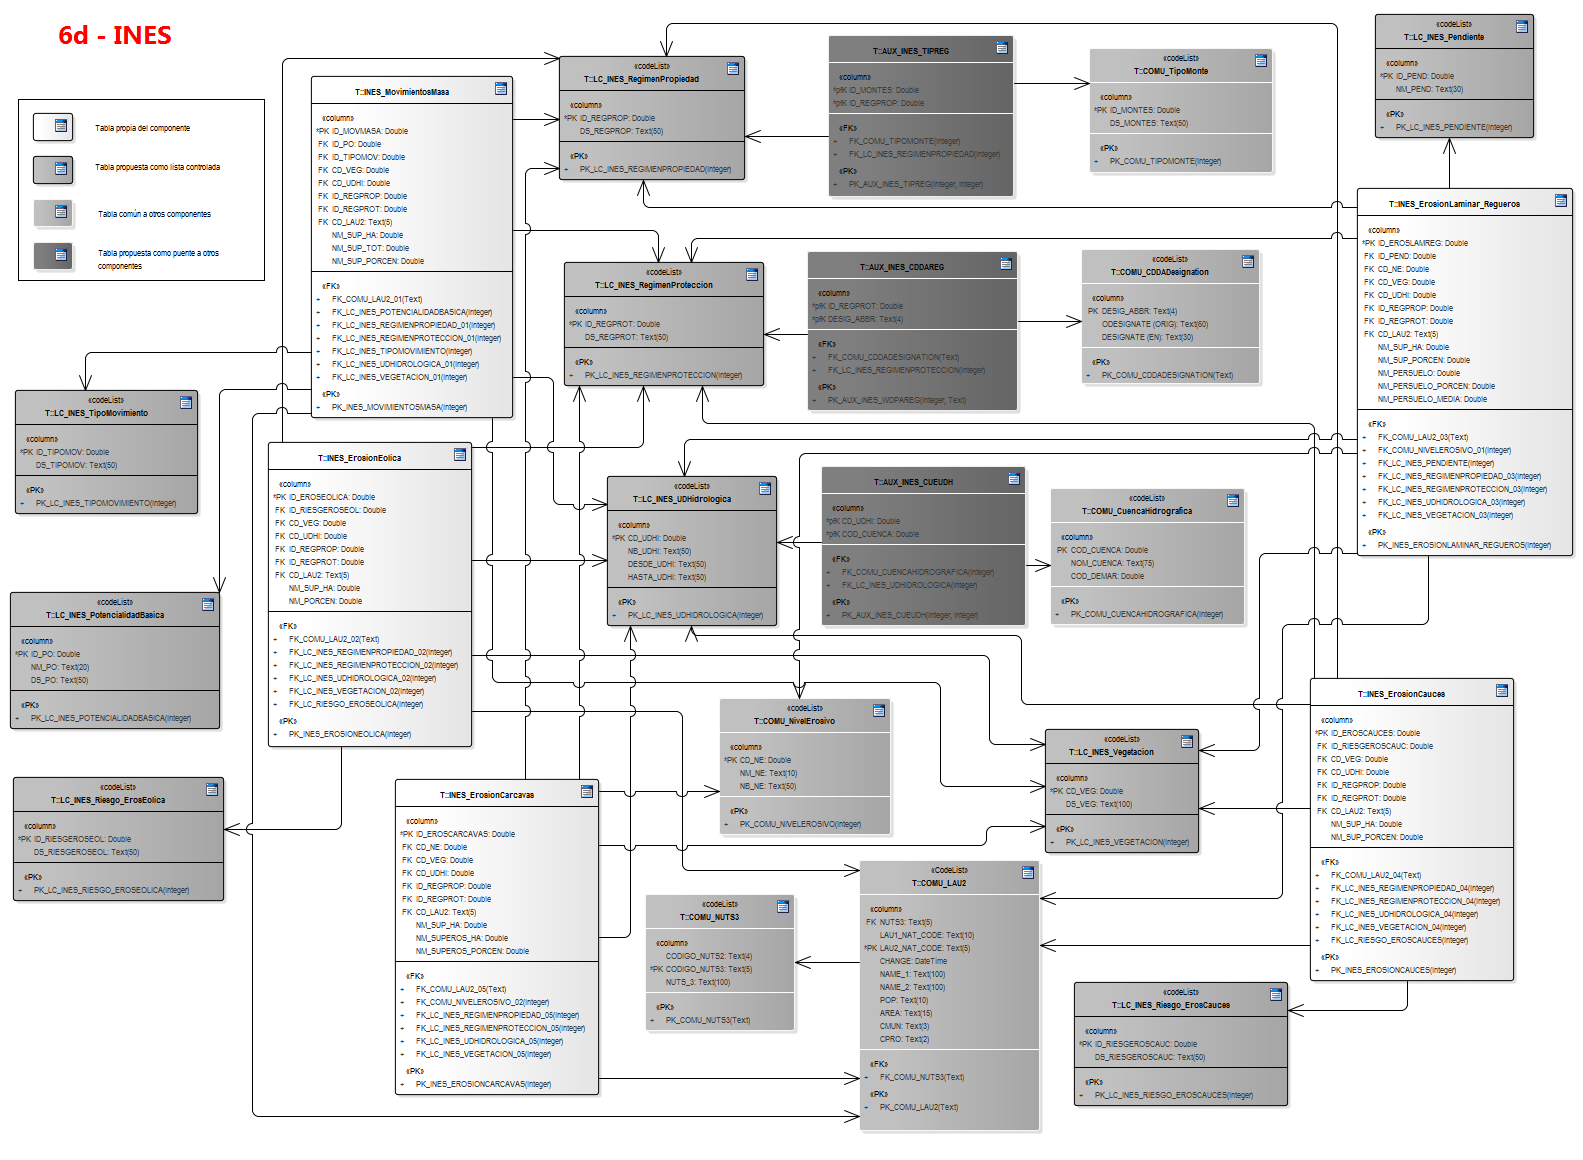 6d - INES
Tabla propia del componente
Tabla propuesta como lista controlada
Tabla común a otros componentes
Tabla propuesta como puente a otros
componentes
T::INES_MovimientosMasa
«column»
*PK ID_MOVMASA: Double
FK ID_PO: Double
FK ID_TIPOMOV: Double
FK CD_VEG: Double
FK CD_UDHI: Double
FK ID_REGPROP: Double
FK ID_REGPROT: Double
FK CD_LAU2: Text(5)
NM_SUP_HA: Double
NM_SUP_TOT: Double
NM_SUP_PORCEN: Double
«FK»
+ FK_COMU_LAU2_01(Text)
+ FK_LC_INES_POTENCIALIDADBASICA(Integer)
+ FK_LC_INES_REGIMENPROPIEDAD_01(Integer)
+ FK_LC_INES_REGIMENPROTECCION_01(Integer)
+ FK_LC_INES_TIPOMOVIMIENTO(Integer)
+ FK_LC_INES_UDHIDROLOGICA_01(Integer)
+ FK_LC_INES_VEGETACION_01(Integer)
«PK»
+ PK_INES_MOVIMIENTOSMASA(Integer)
«codeList»
T::LC_INES_RegimenPropiedad
«column»
*PK ID_REGPROP: Double
DS_REGPROP: Text(50)
«PK»
+ PK_LC_INES_REGIMENPROPIEDAD(Integer)
T::AUX_INES_TIPREG
«column»
*pfK ID_MONTES: Double
*pfK ID_REGPROP: Double
«FK»
+ FK_COMU_TIPOMONTE(Integer)
+ FK_LC_INES_REGIMENPROPIEDAD(Integer)
«PK»
+ PK_AUX_INES_TIPREG(Integer, Integer)
«codeList»
T::COMU_TipoMonte
«column»
*PK ID_MONTES: Double
DS_MONTES: Text(50)
«PK»
+ PK_COMU_TIPOMONTE(Integer)
«codeList»
T::LC_INES_Pendiente
«column»
*PK ID_PEND: Double
NM_PEND: Text(30)
«PK»
+ PK_LC_INES_PENDIENTE(Integer)
T::INES_ErosionLaminar_Regueros
«column»
*PK ID_EROSLAMREG: Double
FK ID_PEND: Double
FK CD_NE: Double
FK CD_VEG: Double
FK CD_UDHI: Double
FK ID_REGPROP: Double
FK ID_REGPROT: Double
FK CD_LAU2: Text(5)
NM_SUP_HA: Double
NM_SUP_PORCEN: Double
NM_PERSUELO: Double
NM_PERSUELO_PORCEN: Double
NM_PERSUELO_MEDIA: Double
«FK»
+ FK_COMU_LAU2_03(Text)
+ FK_COMU_NIVELEROSIVO_01(Integer)
+ FK_LC_INES_PENDIENTE(Integer)
+ FK_LC_INES_REGIMENPROPIEDAD_03(Integer)
+ FK_LC_INES_REGIMENPROTECCION_03(Integer)
+ FK_LC_INES_UDHIDROLOGICA_03(Integer)
+ FK_LC_INES_VEGETACION_03(Integer)
«PK»
+ PK_INES_EROSIONLAMINAR_REGUEROS(Integer)
«codeList»
T::LC_INES_RegimenProteccion
«column»
*PK ID_REGPROT: Double
DS_REGPROT: Text(50)
«PK»
+ PK_LC_INES_REGIMENPROTECCION(Integer)
T::AUX_INES_CDDAREG
«column»
*pfK ID_REGPROT: Double
*pfK DESIG_ABBR: Text(4)
«FK»
+ FK_COMU_CDDADESIGNATION(Text)
+ FK_LC_INES_REGIMENPROTECCION(Integer)
«PK»
+ PK_AUX_INES_WDPAREG(Integer, Text)
«codeList»
T::COMU_CDDADesignation
«column»
PK DESIG_ABBR: Text(4)
ODESIGNATE (ORIG): Text(60)
DESIGNATE (EN): Text(30)
«PK»
+ PK_COMU_CDDADESIGNATION(Text)
«codeList»
T::LC_INES_TipoMovimiento
«column»
*PK ID_TIPOMOV: Double
DS_TIPOMOV: Text(50)
«PK»
+ PK_LC_INES_TIPOMOVIMIENTO(Integer)
T::INES_ErosionEolica
«column»
*PK ID_EROSEOLICA: Double
FK ID_RIESGEROSEOL: Double
FK CD_VEG: Double
FK CD_UDHI: Double
FK ID_REGPROP: Double
FK ID_REGPROT: Double
FK CD_LAU2: Text(5)
NM_SUP_HA: Double
NM_PORCEN: Double
«FK»
+ FK_COMU_LAU2_02(Text)
+ FK_LC_INES_REGIMENPROPIEDAD_02(Integer)
+ FK_LC_INES_REGIMENPROTECCION_02(Integer)
+ FK_LC_INES_UDHIDROLOGICA_02(Integer)
+ FK_LC_INES_VEGETACION_02(Integer)
+ FK_LC_RIESGO_EROSEOLICA(Integer)
«PK»
+ PK_INES_EROSIONEOLICA(Integer)
«codeList»
T::LC_INES_UDHidrologica
«column»
*PK CD_UDHI: Double
NB_UDHI: Text(50)
DESDE_UDHI: Text(50)
HASTA_UDHI: Text(50)
«PK»
+ PK_LC_INES_UDHIDROLOGICA(Integer)
T::AUX_INES_CUEUDH
«column»
*pfK CD_UDHI: Double
*pfK COD_CUENCA: Double
«FK»
+ FK_COMU_CUENCAHIDROGRAFICA(Integer)
+ FK_LC_INES_UDHIDROLOGICA(Integer)
«PK»
+ PK_AUX_INES_CUEUDH(Integer, Integer)
«codeList»
T::COMU_CuencaHidrografica
«column»
PK COD_CUENCA: Double
NOM_CUENCA: Text(75)
COD_DEMAR: Double
«PK»
+ PK_COMU_CUENCAHIDROGRAFICA(Integer)
«codeList»
T::LC_INES_PotencialidadBasica
«column»
*PK ID_PO: Double
NM_PO: Text(20)
DS_PO: Text(50)
«PK»
+ PK_LC_INES_POTENCIALIDADBASICA(Integer)
«codeList»
T::LC_INES_Riesgo_ErosEolica
«column»
*PK ID_RIESGEROSEOL: Double
DS_RIESGEROSEOL: Text(50)
«PK»
+ PK_LC_INES_RIESGO_EROSEOLICA(Integer)
T::INES_ErosionCarcavas
«column»
*PK ID_EROSCARCAVAS: Double
FK CD_NE: Double
FK CD_VEG: Double
FK CD_UDHI: Double
FK ID_REGPROP: Double
FK ID_REGPROT: Double
FK CD_LAU2: Text(5)
NM_SUP_HA: Double
NM_SUPEROS_HA: Double
NM_SUPEROS_PORCEN: Double
«FK»
+ FK_COMU_LAU2_05(Text)
+ FK_COMU_NIVELEROSIVO_02(Integer)
+ FK_LC_INES_REGIMENPROPIEDAD_05(Integer)
+ FK_LC_INES_REGIMENPROTECCION_05(Integer)
+ FK_LC_INES_UDHIDROLOGICA_05(Integer)
+ FK_LC_INES_VEGETACION_05(Integer)
«PK»
+ PK_INES_EROSIONCARCAVAS(Integer)
«codeList»
T::COMU_NivelErosivo
«column»
*PK CD_NE: Double
NM_NE: Text(10)
NB_NE: Text(50)
«PK»
+ PK_COMU_NIVELEROSIVO(Integer)
«codeList»
T::LC_INES_Vegetacion
«column»
*PK CD_VEG: Double
DS_VEG: Text(100)
«PK»
+ PK_LC_INES_VEGETACION(Integer)
T::INES_ErosionCauces
«column»
*PK ID_EROSCAUCES: Double
FK ID_RIESGEROSCAUC: Double
FK CD_VEG: Double
FK CD_UDHI: Double
FK ID_REGPROP: Double
FK ID_REGPROT: Double
FK CD_LAU2: Text(5)
NM_SUP_HA: Double
NM_SUP_PORCEN: Double
«FK»
+ FK_COMU_LAU2_04(Text)
+ FK_LC_INES_REGIMENPROPIEDAD_04(Integer)
+ FK_LC_INES_REGIMENPROTECCION_04(Integer)
+ FK_LC_INES_UDHIDROLOGICA_04(Integer)
+ FK_LC_INES_VEGETACION_04(Integer)
+ FK_LC_RIESGO_EROSCAUCES(Integer)
«PK»
+ PK_INES_EROSIONCAUCES(Integer)
«codeList»
T::COMU_NUTS3
«column»
CODIGO_NUTS2: Text(4)
*PK CODIGO_NUTS3: Text(5)
NUTS_3: Text(100)
«PK»
+ PK_COMU_NUTS3(Text)
«CodeList»
T::COMU_LAU2
«column»
FK NUTS3: Text(5)
LAU1_NAT_CODE: Text(10)
*PK LAU2_NAT_CODE: Text(5)
CHANGE: DateTime
NAME_1: Text(100)
NAME_2: Text(100)
POP: Text(10)
AREA: Text(15)
CMUN: Text(3)
CPRO: Text(2)
«FK»
+ FK_COMU_NUTS3(Text)
«PK»
+ PK_COMU_LAU2(Text)
«codeList»
T::LC_INES_Riesgo_ErosCauces
«column»
*PK ID_RIESGEROSCAUC: Double
DS_RIESGEROSCAUC: Text(50)
«PK»
+ PK_LC_INES_RIESGO_EROSCAUCES(Integer)